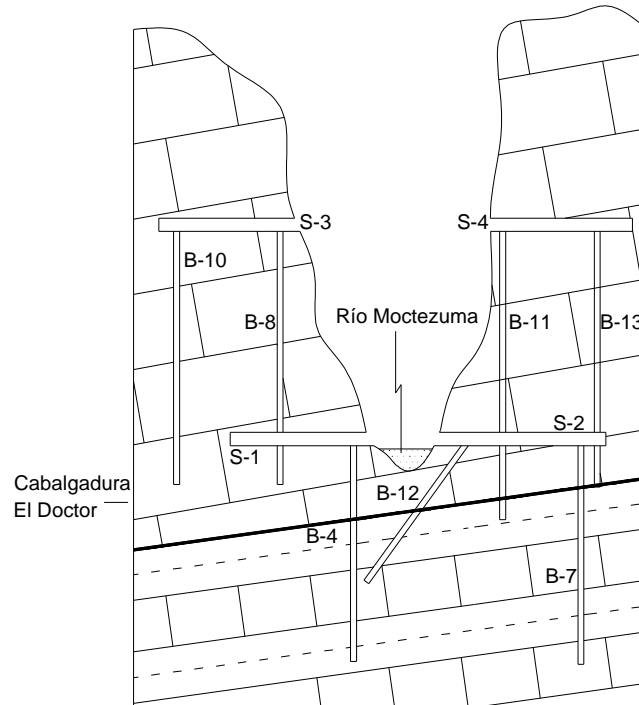 S-3
S-4
B-10
B-8
Río Moctezuma
B-11
B-13
S-2
S-1
Cabalgadura
El Doctor
B-12
B-4
B-7